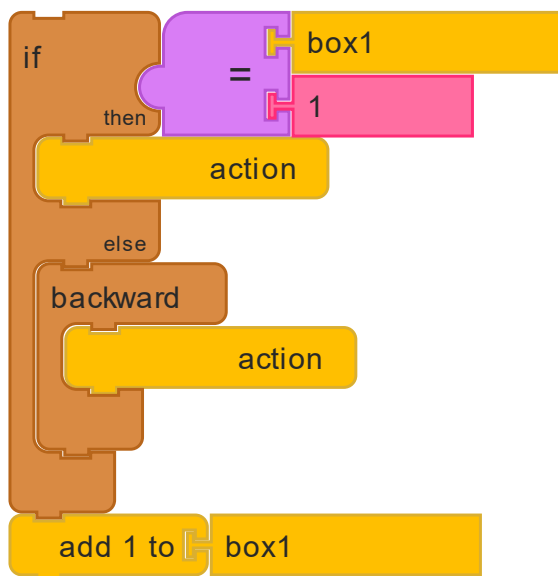 if = box1
then 1
action
else
backward
action
add 1 to box1